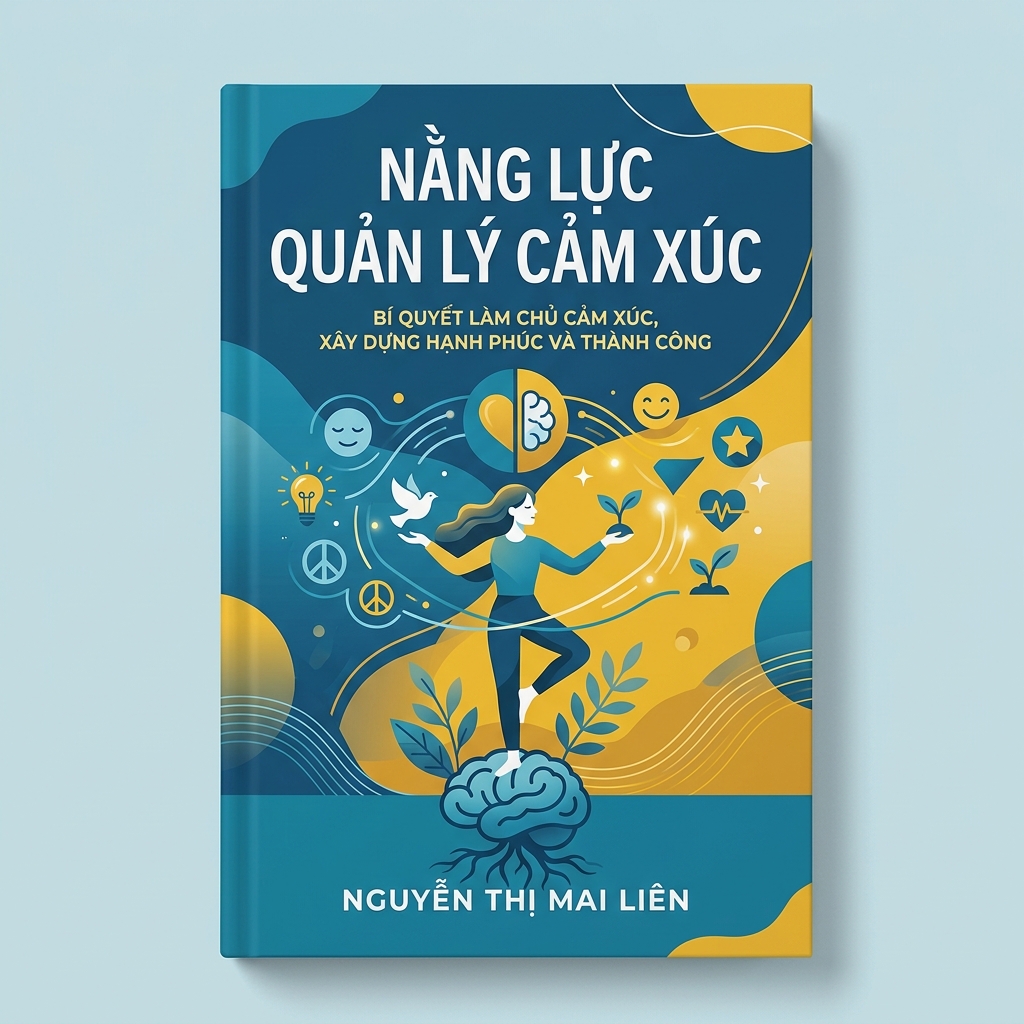 NẰNG LỰC
QUẢN LÝ CẢM XÚC
BÍ QUYẾT LÀM CHỦ CẢM XÚC,
XÂY DỰNG HẠNH PHÚC VÀ THÀNH CÔNG
NGUYỄN THỊ MAI LIÊN